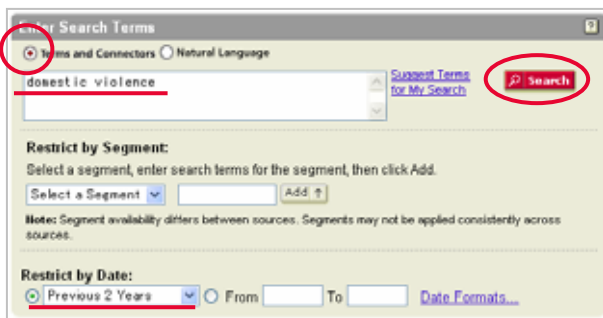 Enter Search Terms
?
Terms and Connectors Natural Language
domestic violence
Suggest Terms
for My Search
Search
Restrict by Segment:
Select a segment, enter search terms for the segment, then click Add.
Select a Segment Add ↑
Note: Segment availability differs between sources. Segments may not be applied consistently across
sources.
Restrict by Date:
Previous 2 Years From To Date Formats...